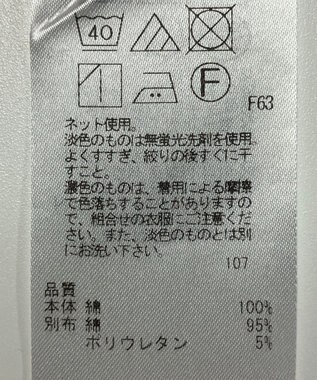 40
F
F63
ネット使用。
淡色のものは無蛍光洗剤を使用。
よくすすぎ、絞りの後すぐに干
すこと。
濃色のものは、着用による摩擦
で色落ちすることがありますの
で、組合せの衣服にご注意くださ
い。また、淡色のものとは別
にお洗い下さい。
107
品質
本体 綿 100%
別布 綿 95%
ポリウレタン 5%